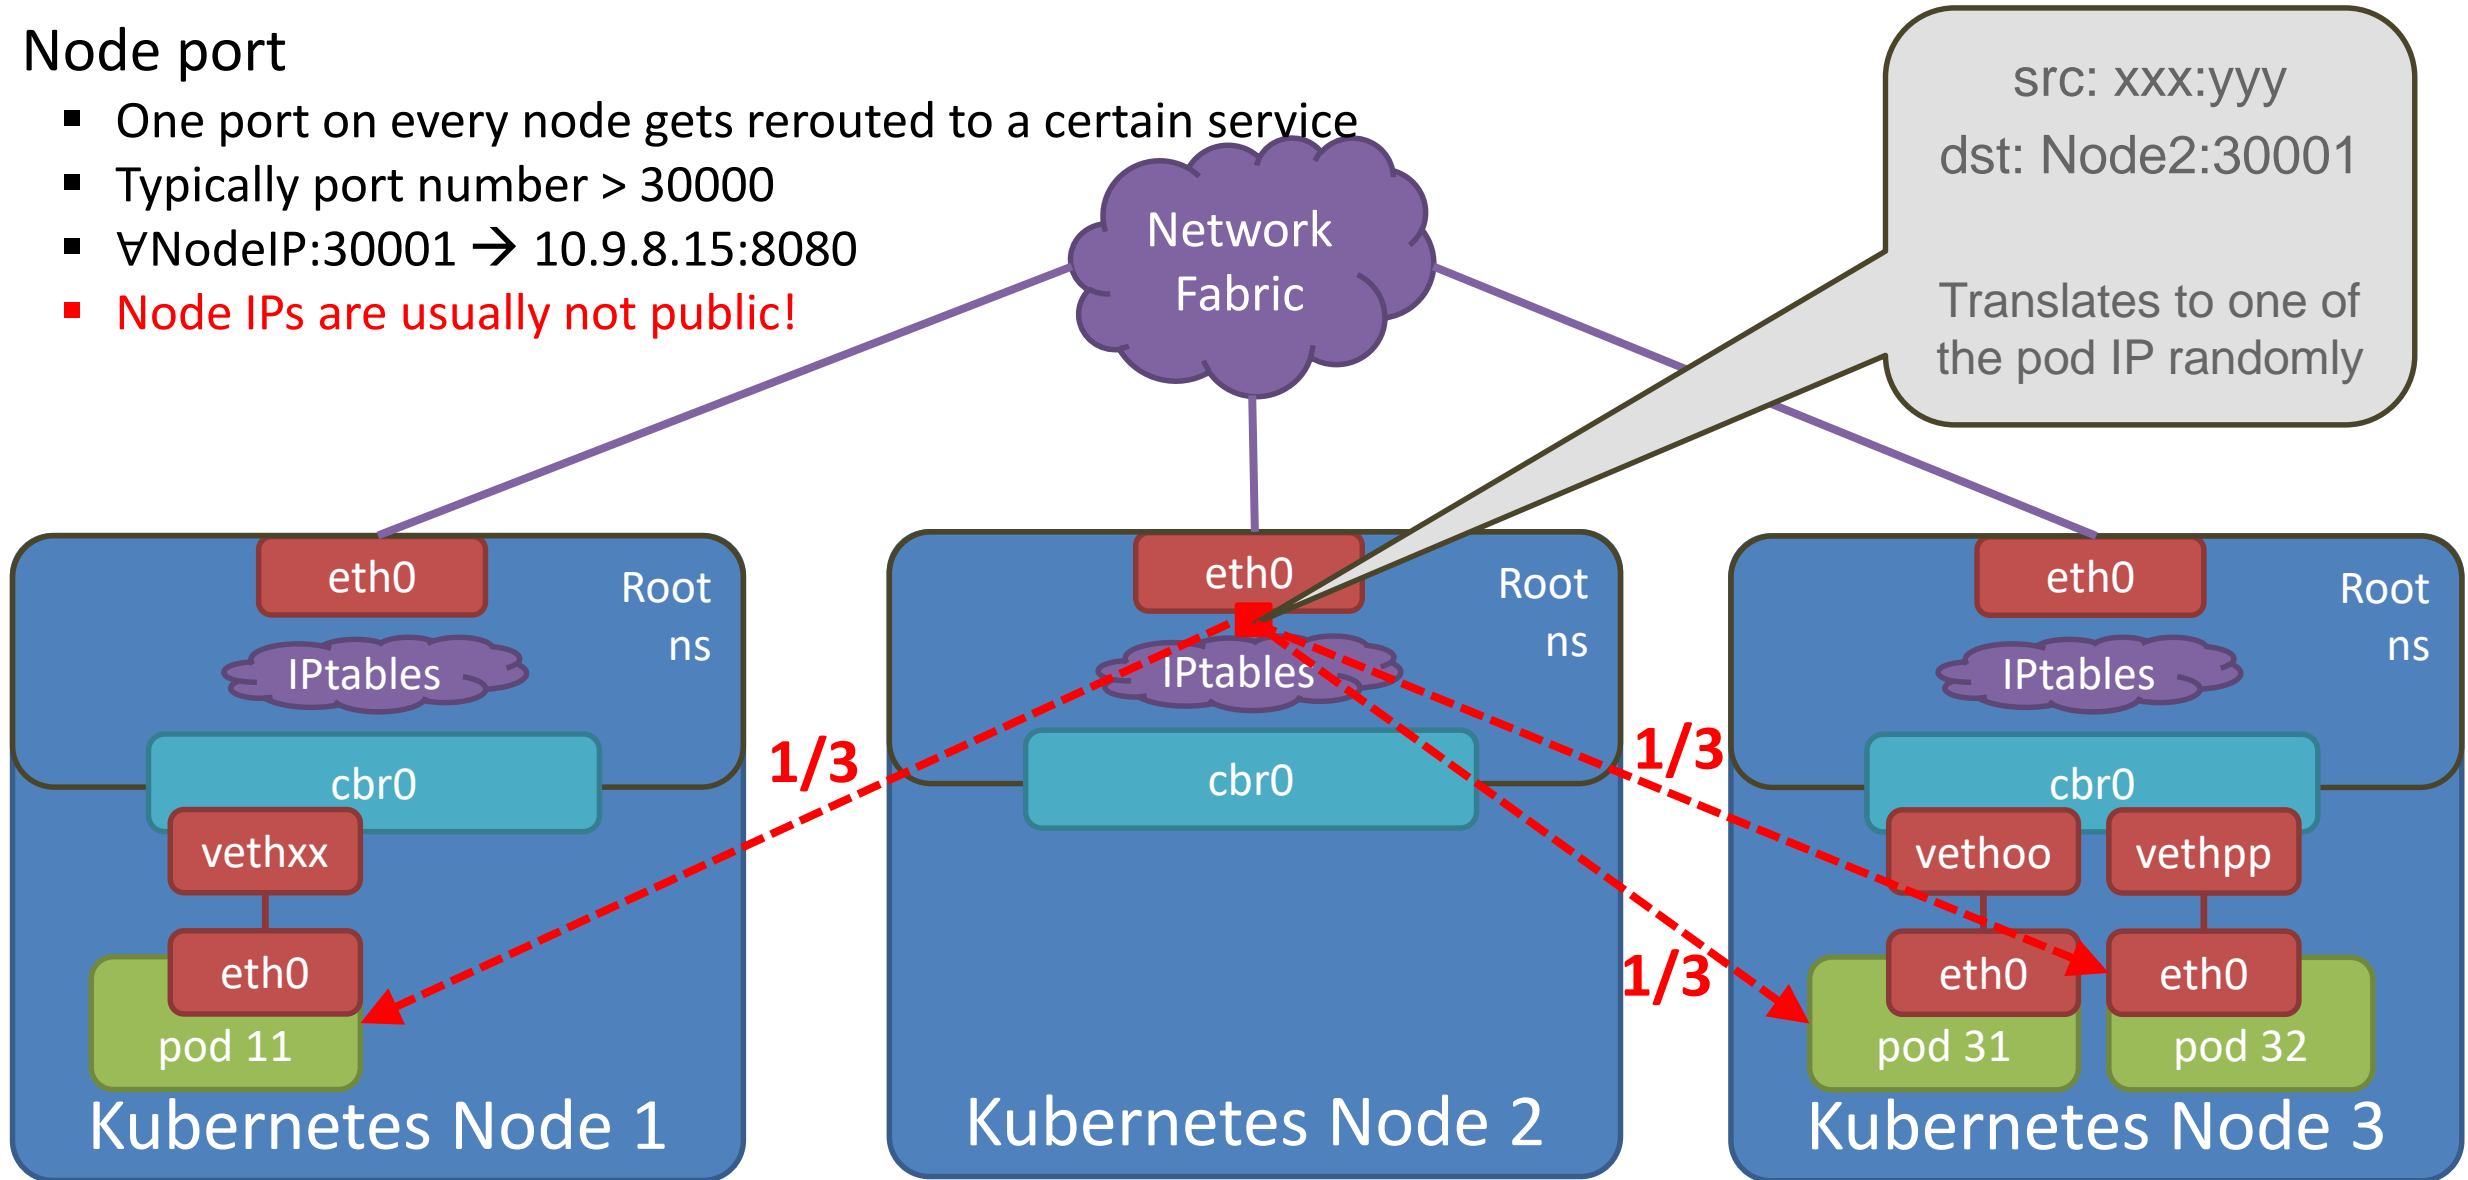 Node port
▪ One port on every node gets rerouted to a certain service
▪ Typically port number > 30000
▪ ∀NodeIP:30001 → 10.9.8.15:8080
▪ Node IPs are usually not public!
src: xxx:yyy
dst: Node2:30001
Translates to one of
the pod IP randomly
Network
Fabric
eth0
Root
ns
IPtables
cbr0
vethxx
eth0
pod 11
Kubernetes Node 1
1/3
eth0
Root
ns
IPtables
cbr0
Kubernetes Node 2
1/3
1/3
eth0
Root
ns
IPtables
cbr0
vethoo
vethpp
eth0
eth0
pod 31
pod 32
Kubernetes Node 3